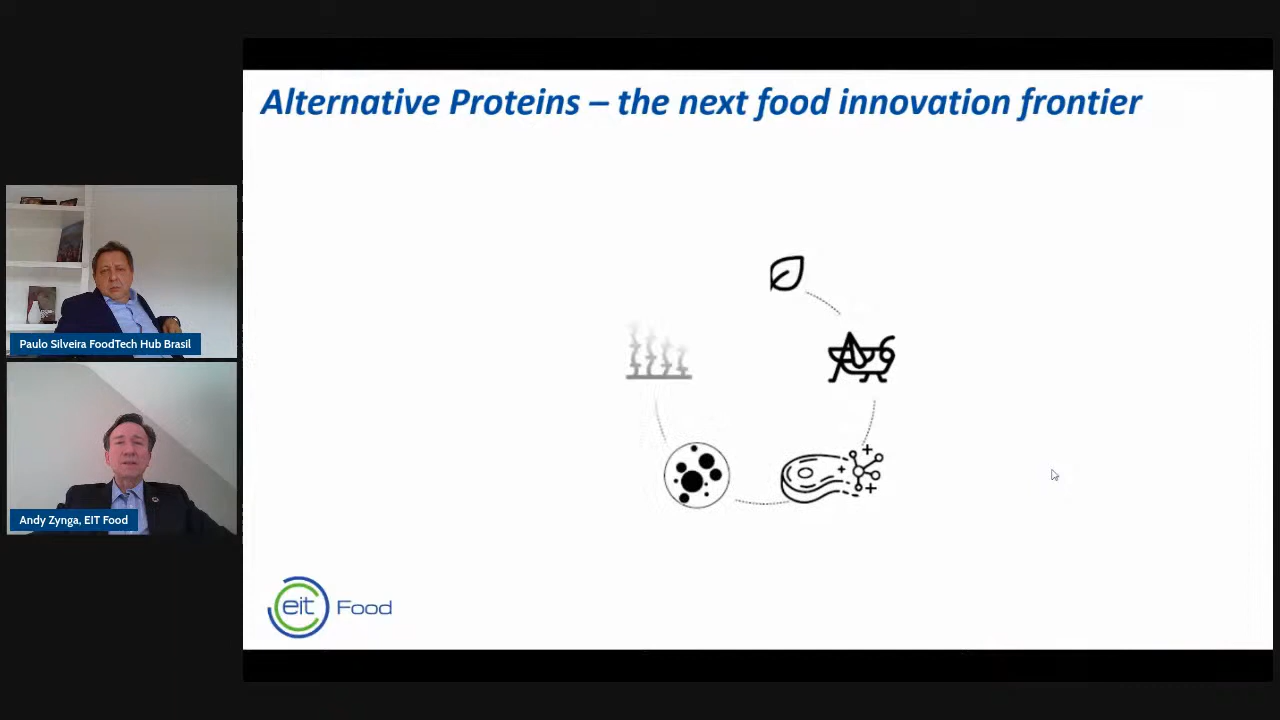 Alternative Proteins – the next food innovation frontier
Paulo Silveira FoodTech Hub Brasil
Andy Zynga, EIT Food
eit Food